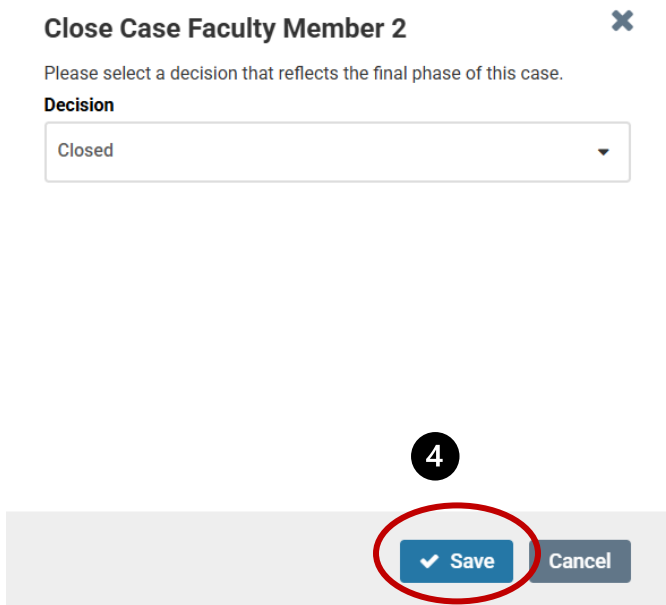 Close Case Faculty Member 2
Please select a decision that reflects the final phase of this case.
Decision
Closed
4
Save
Cancel